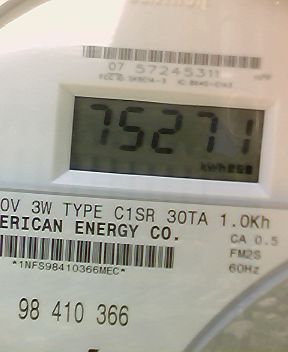 07 57245311
75271
kWh
0V 3W TYPE C1SR 30TA 1.0Kh
ERICAN ENERGY CO.
CA 0.5
FM2S
*1NFS98410366MEC*
60Hz
98 410 366